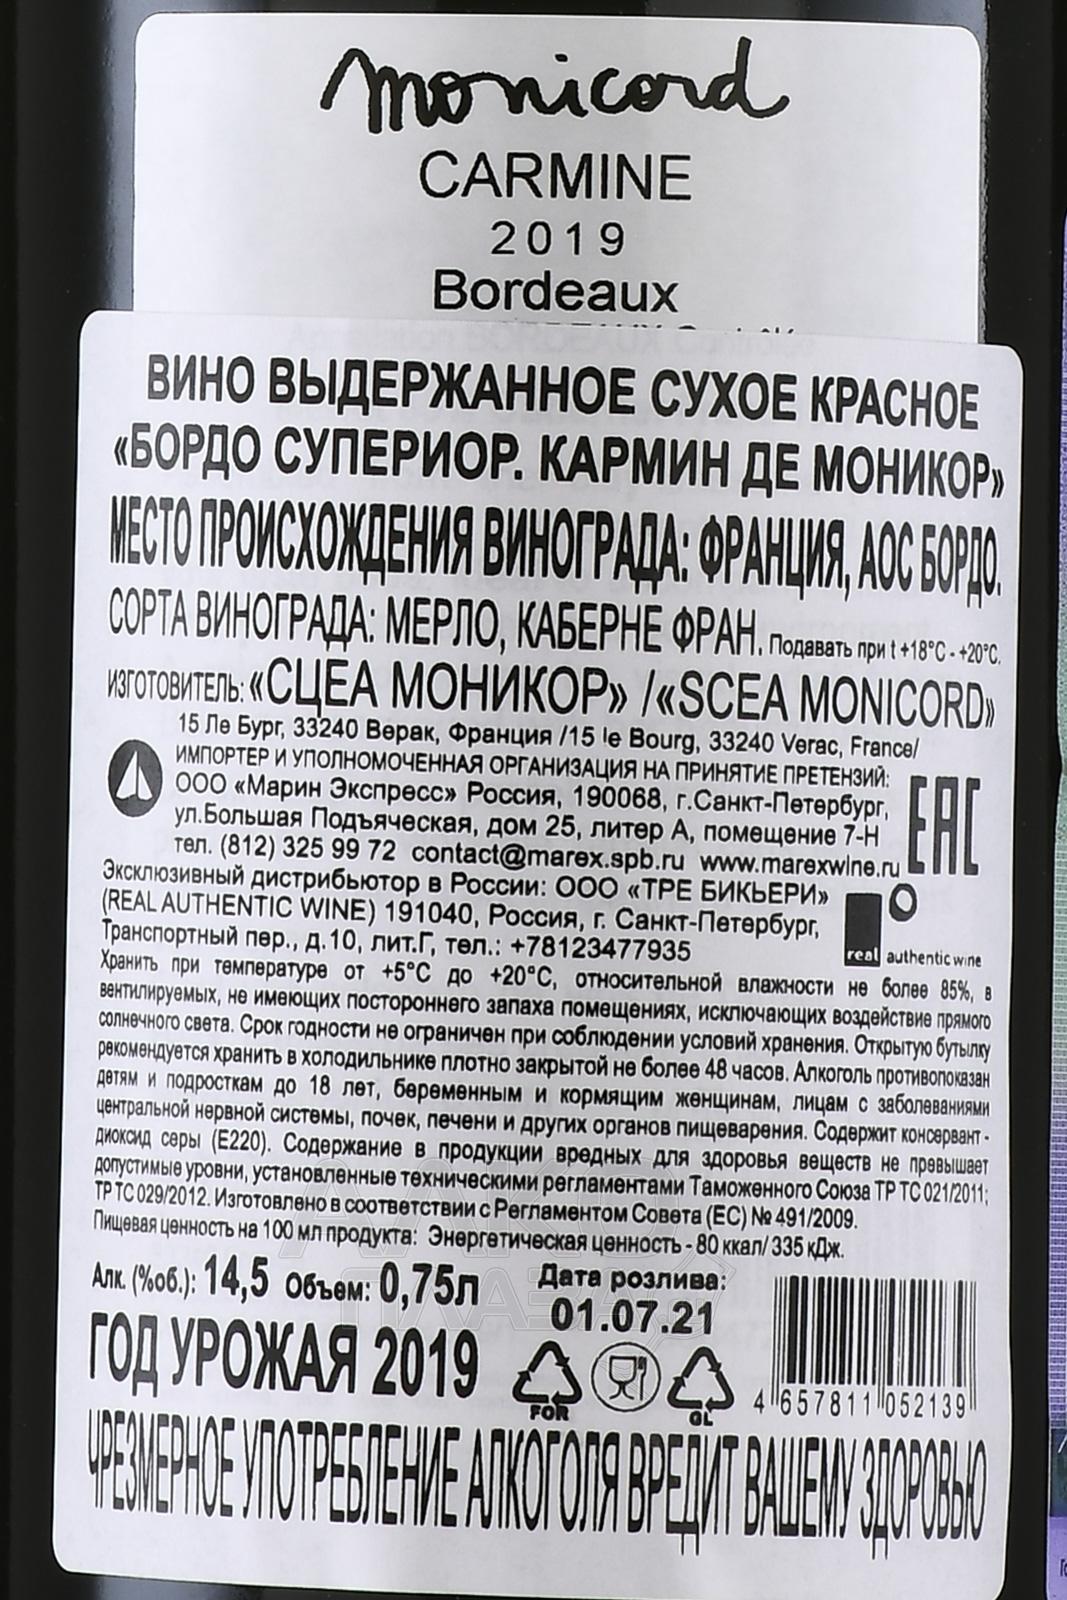 monicord
CARMINE
2019
Bordeaux
ВИНО ВЫДЕРЖАННОЕ СУХОЕ КРАСНОЕ
«БОРДО СУПЕРИОР. КАРМИН ДЕ МОНИКОР»
МЕСТО ПРОИСХОЖДЕНИЯ ВИНОГРАДА: ФРАНЦИЯ, АОС БОРДО.
СОРТА ВИНОГРАДА: МЕРЛО, КАБЕРНЕ ФРАН. Подавать при t +18°C - +20°C.
ИЗГОТОВИТЕЛЬ: «СЦЕА МОНИКОР» /«SCEA MONICORD»
15 Ле Бург, 33240 Верак, Франция /15 le Bourg, 33240 Verac, France/
ИМПОРТЕР И УПОЛНОМОЧЕННАЯ ОРГАНИЗАЦИЯ НА ПРИНЯТИЕ ПРЕТЕНЗИЙ:
ООО «Марин Экспресс» Россия, 190068, г.Санкт-Петербург,
ул.Большая Подъяческая, дом 25, литер А, помещение 7-Н
тел. (812) 325 99 72 contact@marex.spb.ru www.marexwine.ru
EAC
Эксклюзивный дистрибьютор в России: ООО «ТРЕ БИКЬЕРИ»
(REAL AUTHENTIC WINE) 191040, Россия, г. Санкт-Петербург,
Транспортный пер., д.10, лит.Г, тел.: +78123477935
real authentic wine
Хранить при температуре от +5°C до +20°C, относительной влажности не более 85%, в
вентилируемых, не имеющих постороннего запаха помещениях, исключающих воздействие прямого
солнечного света. Срок годности не ограничен при соблюдении условий хранения. Открытую бутылку
рекомендуется хранить в холодильнике плотно закрытой не более 48 часов. Алкоголь противопоказан
детям и подросткам до 18 лет, беременным и кормящим женщинам, лицам с заболеваниями
центральной нервной системы, почек, печени и других органов пищеварения. Содержит консервант -
диоксид серы (Е220). Содержание в продукции вредных для здоровья веществ не превышает
допустимые уровни, установленные техническими регламентами Таможенного Союза ТР ТС 021/2011;
ТР ТС 029/2012. Изготовлено в соответствии с Регламентом Совета (ЕС) № 491/2009.
Пищевая ценность на 100 мл продукта: Энергетическая ценность - 80 ккал/ 335 кДж.
Алк. (%об.): 14,5 Объем: 0,75л
Дата розлива:
01.07.21
ГОД УРОЖАЯ 2019
FOR
GL
4 657811 052139
ЧРЕЗМЕРНОЕ УПОТРЕБЛЕНИЕ АЛКОГОЛЯ ВРЕДИТ ВАШЕМУ ЗДОРОВЬЮ